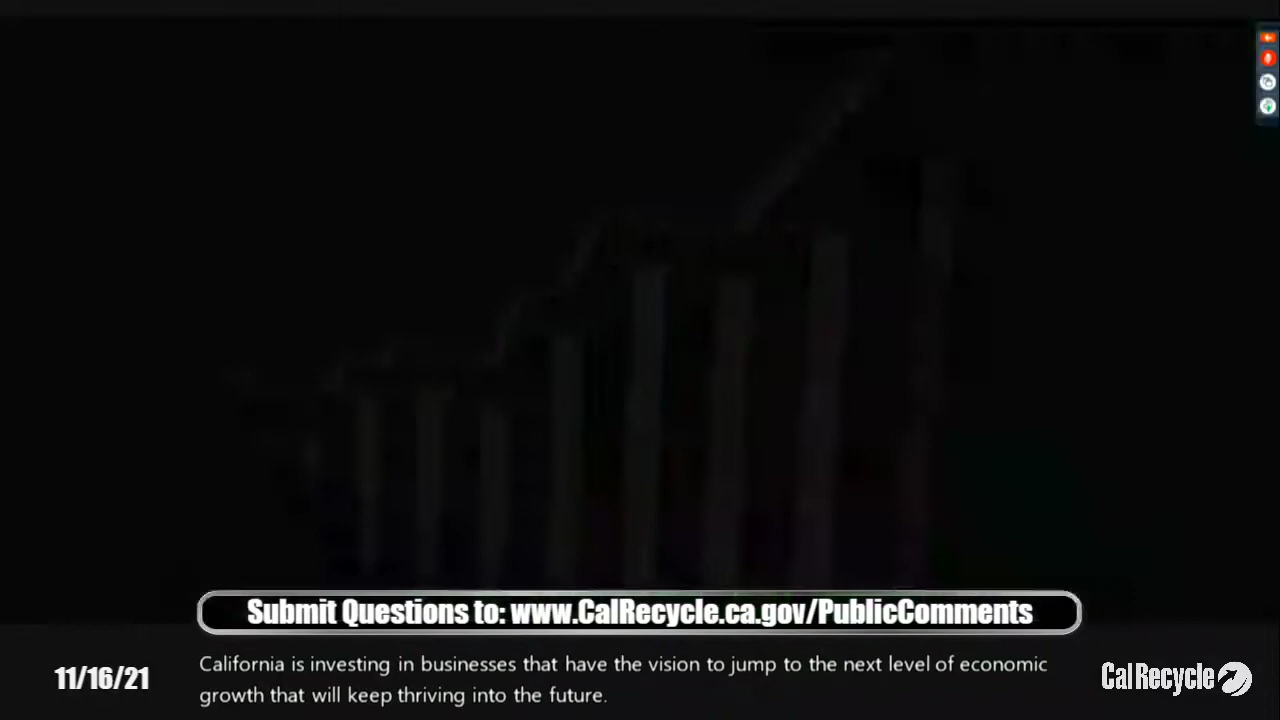 Submit Questions to: www.CalRecycle.ca.gov/PublicComments
11/16/21
California is investing in businesses that have the vision to jump to the next level of economic
growth that will keep thriving into the future.
CalRecycle